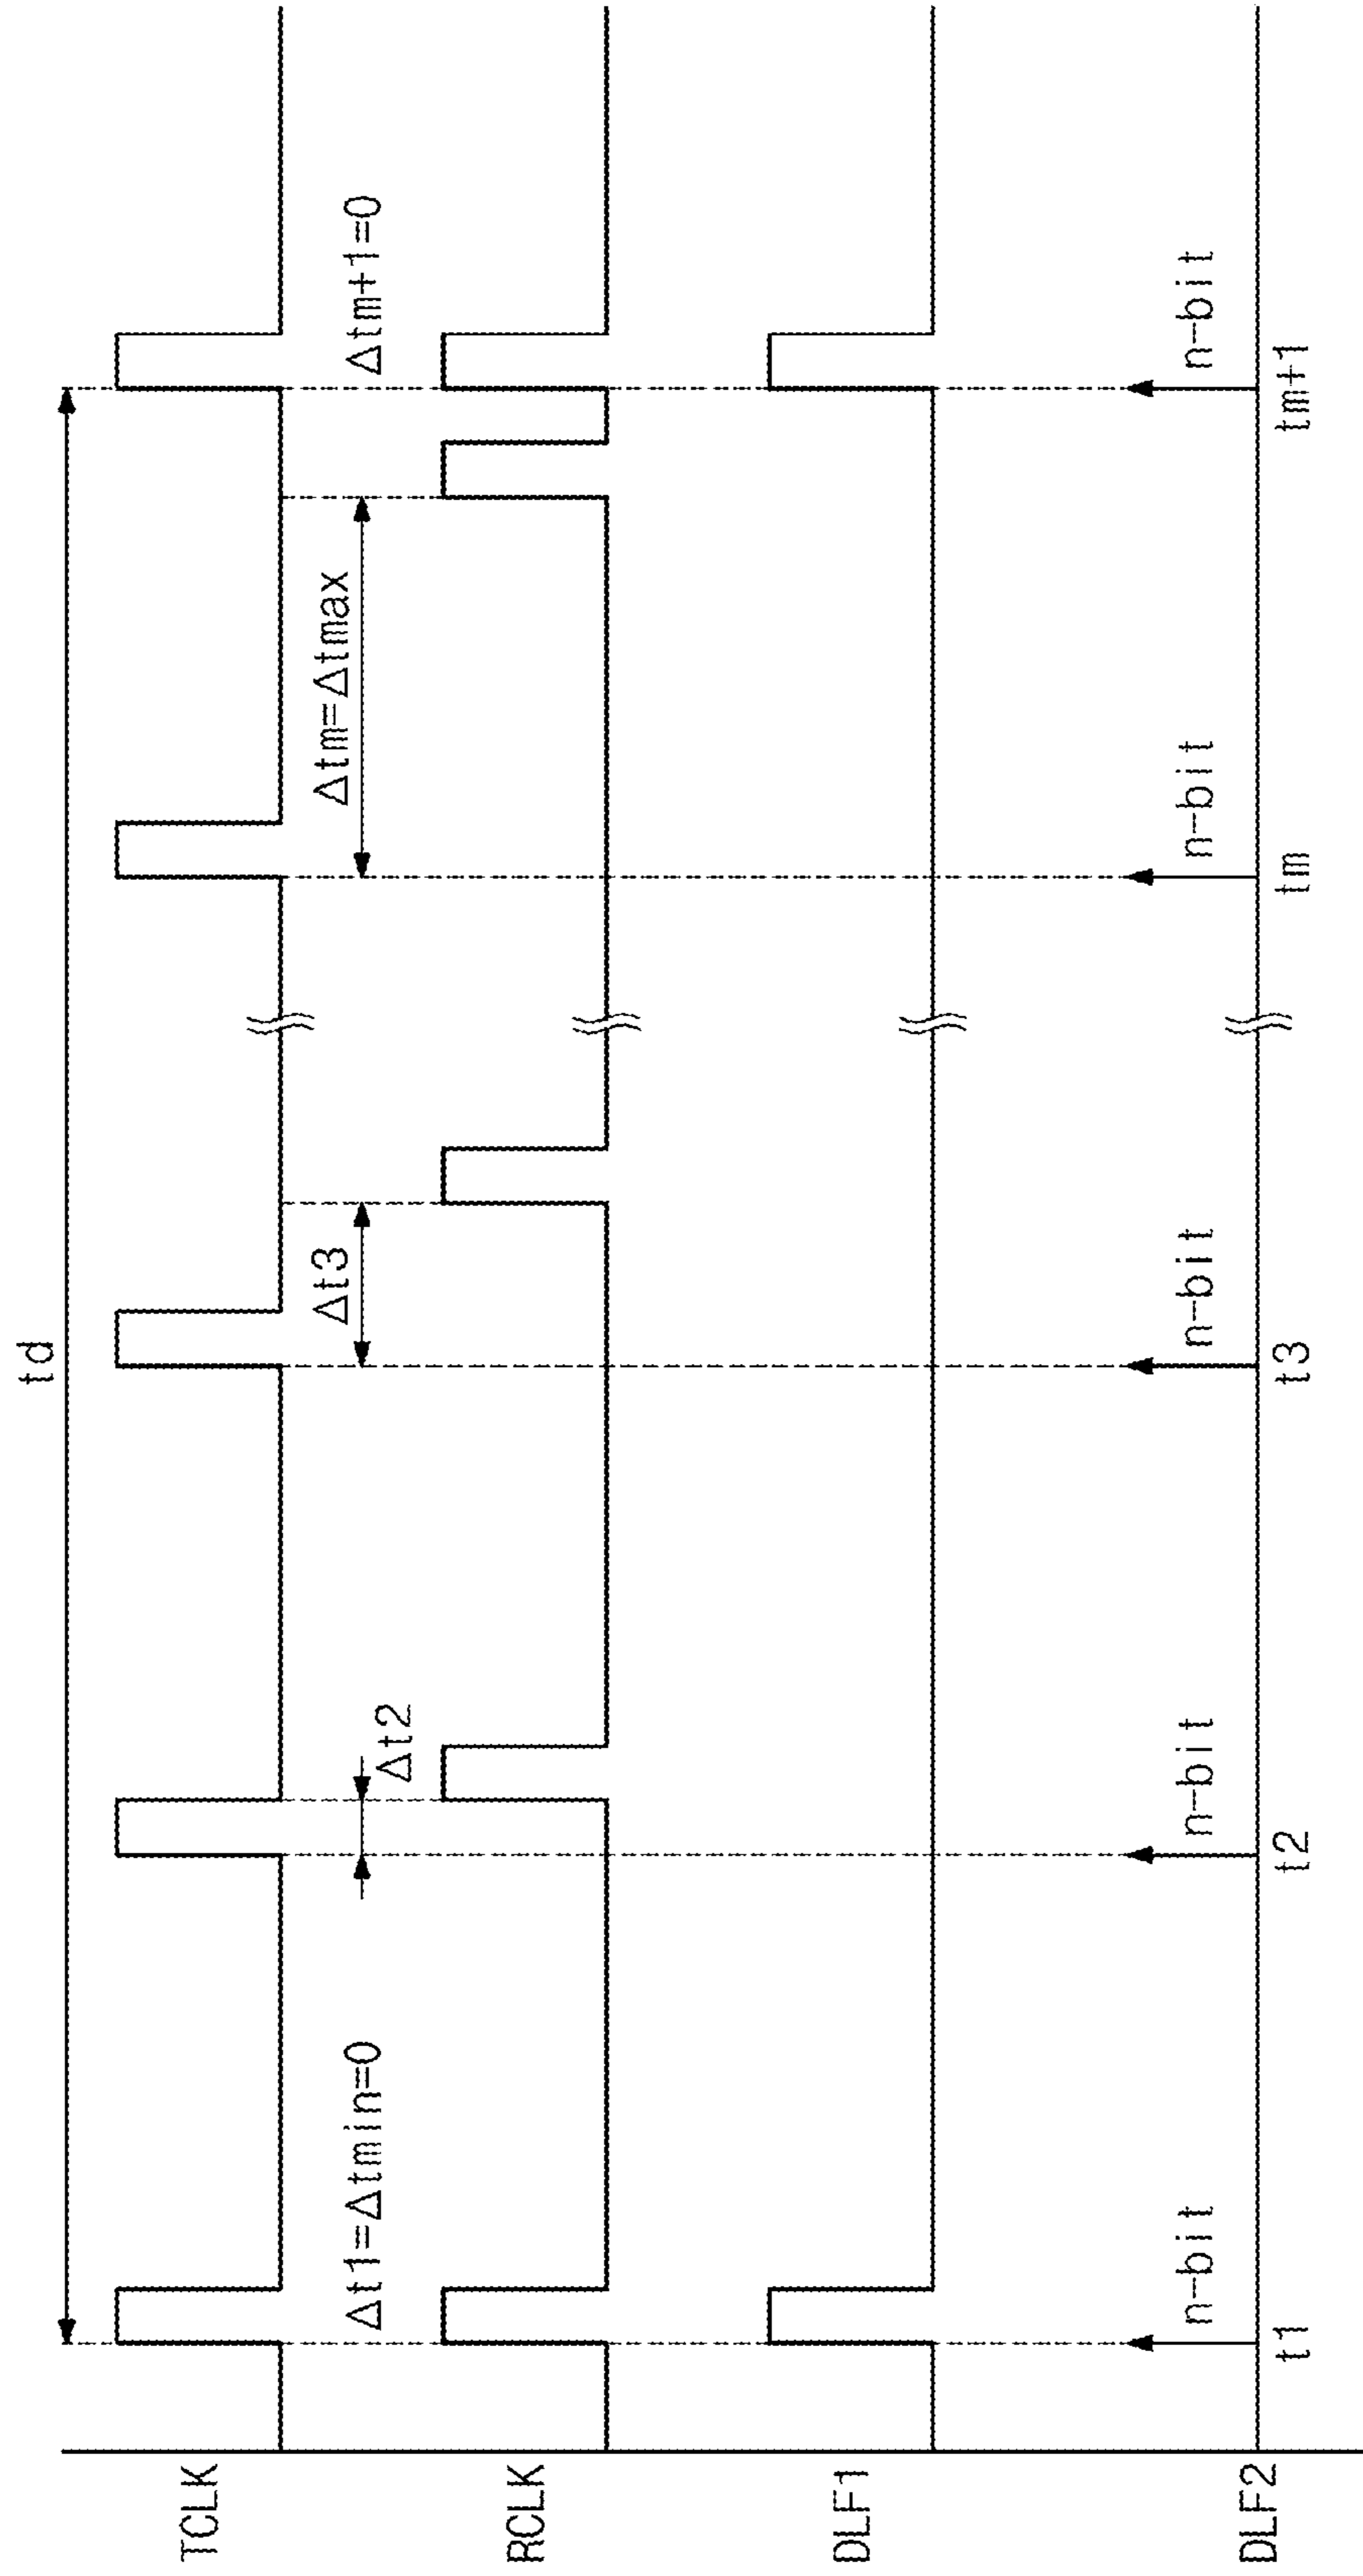 td
TCLK
Δt1=Δtmin=0
Δt2
Δt3
Δtm=Δtmax
Δtm+1=0
RCLK
DLF1
n-bit
n-bit
n-bit
n-bit
n-bit
DLF2
t1
t2
t3
tm
tm+1